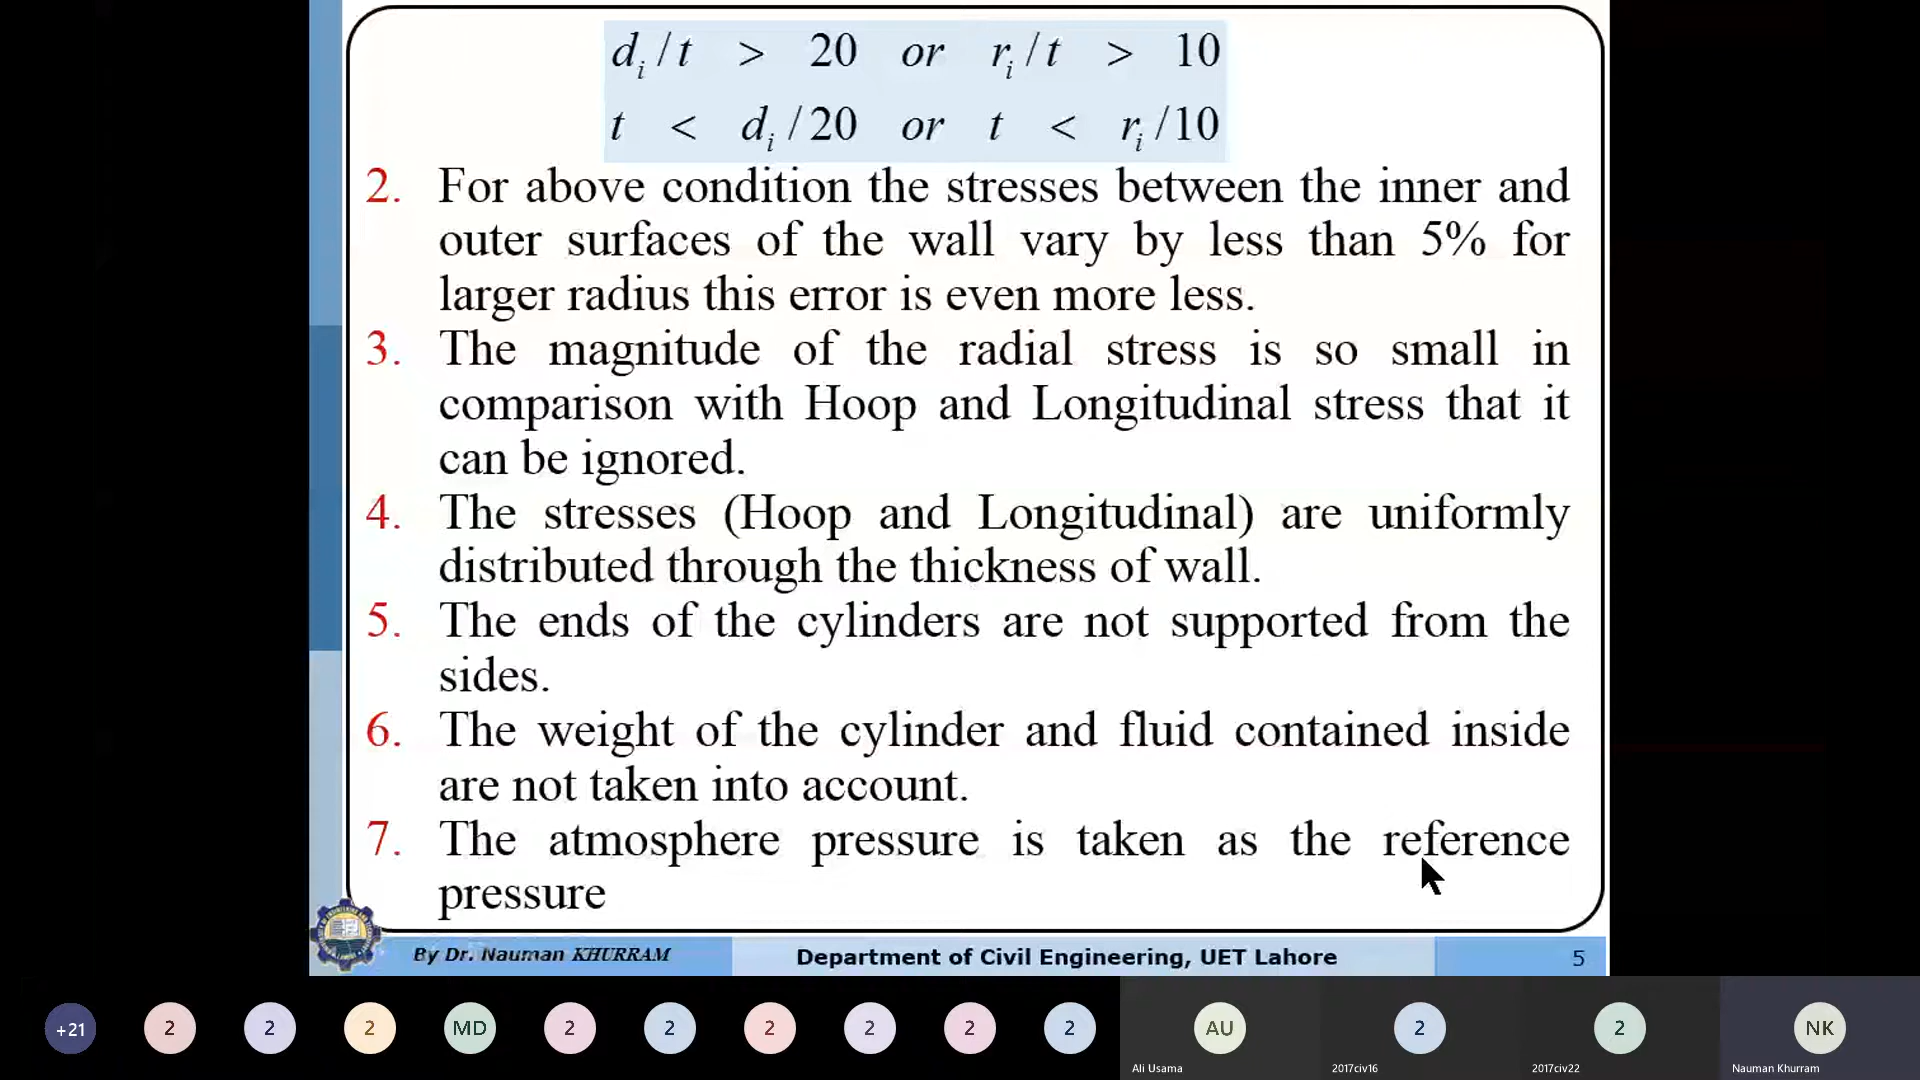 d_i / t > 20 or r_i / t > 10
t < d_i / 20 or t < r_i / 10
2. For above condition the stresses between the inner and
outer surfaces of the wall vary by less than 5% for
larger radius this error is even more less.
3. The magnitude of the radial stress is so small in
comparison with Hoop and Longitudinal stress that it
can be ignored.
4. The stresses (Hoop and Longitudinal) are uniformly
distributed through the thickness of wall.
5. The ends of the cylinders are not supported from the
sides.
6. The weight of the cylinder and fluid contained inside
are not taken into account.
7. The atmosphere pressure is taken as the reference
pressure
By Dr. Nauman KHURRAM Department of Civil Engineering, UET Lahore 5
+21 2 2 2 MD 2 2 2 2 2 2 AU 2 2 NK
Ali Usama 2017civ16 2017civ22 Nauman Khurram